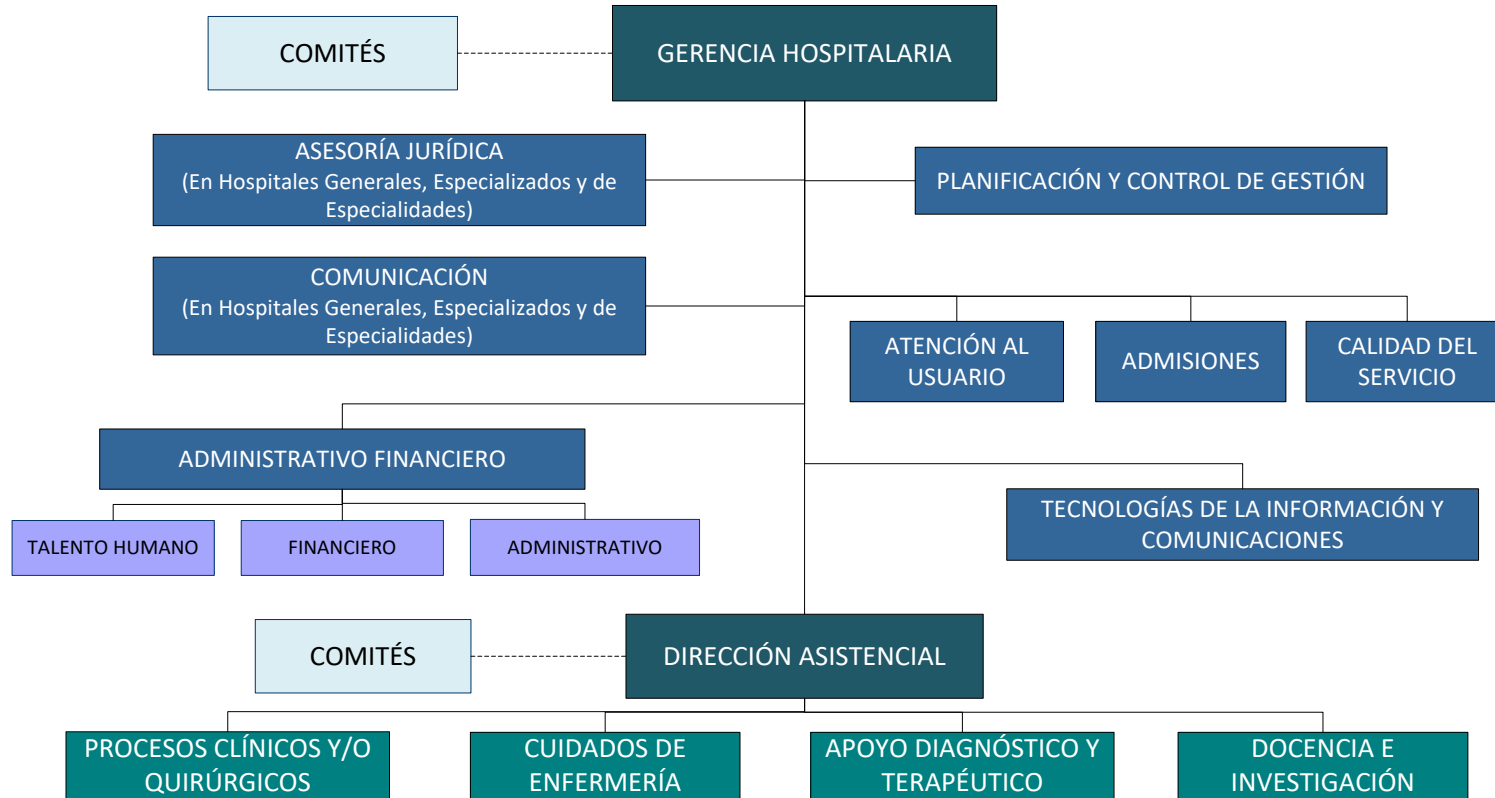 COMITÉS
GERENCIA HOSPITALARIA
ASESORÍA JURÍDICA
(En Hospitales Generales, Especializados y de
Especialidades)
PLANIFICACIÓN Y CONTROL DE GESTIÓN
COMUNICACIÓN
(En Hospitales Generales, Especializados y de
Especialidades)
ATENCIÓN AL
USUARIO
ADMISIONES
CALIDAD DEL
SERVICIO
ADMINISTRATIVO FINANCIERO
TALENTO HUMANO
FINANCIERO
ADMINISTRATIVO
TECNOLOGÍAS DE LA INFORMACIÓN Y
COMUNICACIONES
COMITÉS
DIRECCIÓN ASISTENCIAL
PROCESOS CLÍNICOS Y/O
QUIRÚRGICOS
CUIDADOS DE
ENFERMERÍA
APOYO DIAGNÓSTICO Y
TERAPÉUTICO
DOCENCIA E
INVESTIGACIÓN